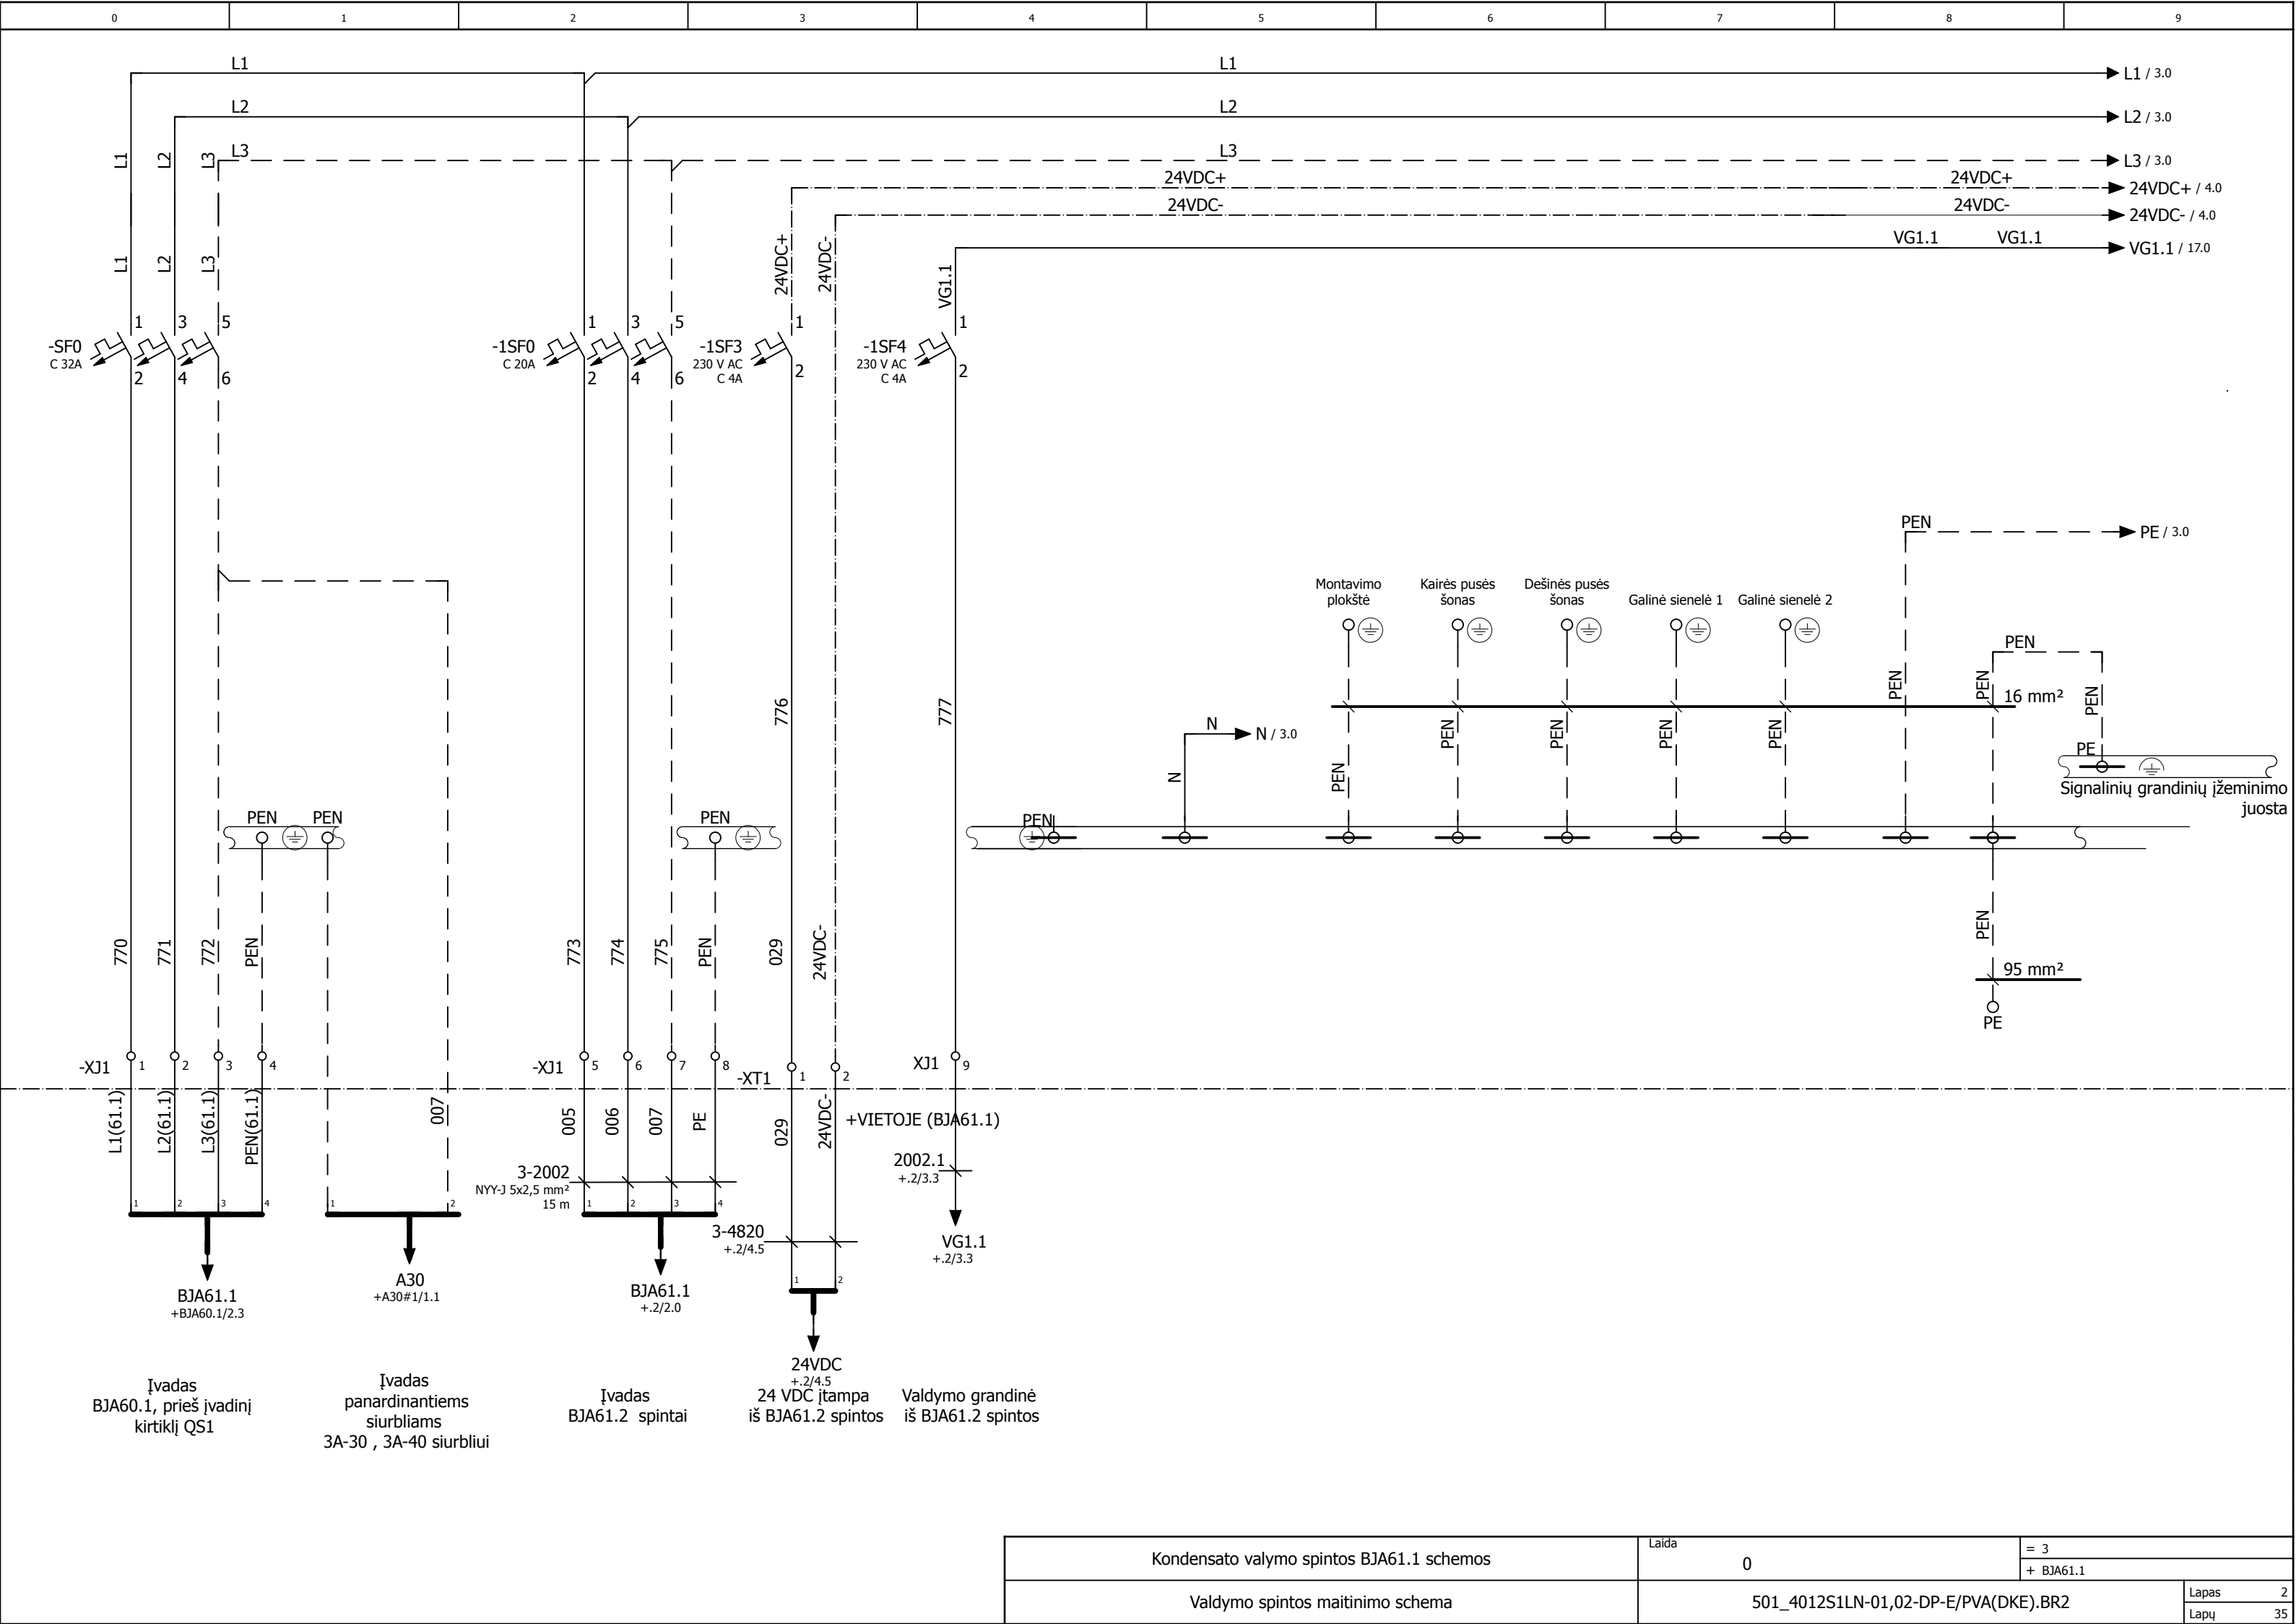 0 1 2 3 4 5 6 7 8 9
L1 L1 L1 / 3.0
L2 L2 L2 / 3.0
L1 L2 L3 L3 L3 L3 / 3.0
24VDC+ 24VDC+ 24VDC+ / 4.0
24VDC- 24VDC- 24VDC- / 4.0
VG1.1 VG1.1 VG1.1 / 17.0
L1 L2 L3 24VDC+ 24VDC- VG1.1
1 3 5 1 3 5 1 1
-SF0 -1SF0 -1SF3 -1SF4
C 32A C 20A 230 V AC 230 V AC
C 4A C 4A
2 4 6 2 4 6 2 2
PEN PE / 3.0
Montavimo Kairės pusės Dešinės pusės
plokštė šonas šonas Galinė sienelė 1 Galinė sienelė 2
PEN
PEN PEN 16 mm² PEN
776 777
N N / 3.0
PEN PEN PEN PEN
PE
N PEN
Signalinių grandinių įžeminimo
juosta
PEN PEN PEN PEN
770 771 772 PEN 773 774 775 PEN 029 24VDC- PEN
95 mm²
PE
-XJ1 1 2 3 4 -XJ1 5 6 7 8 -XT1 1 2 XJ1 9
L1(61.1) L2(61.1) L3(61.1) PEN(61.1) 007 005 006 007 PE 029 24VDC- +VIETOJE (BJA61.1)
3-2002 2002.1
NYY-J 5x2,5 mm² +.2/3.3
15 m
1 2 3 4 1 2 1 2 3 4
3-4820 VG1.1
+.2/4.5 +.2/3.3
1 2
A30
+A30#1/1.1
BJA61.1 BJA61.1
+BJA60.1/2.3 +.2/2.0
24VDC
+.2/4.5
Įvadas
BJA60.1, prieš įvadinį
kirtiklį QS1
Įvadas
panardinantiems
siurbliams
3A-30 , 3A-40 siurbliui
Įvadas
BJA61.2 spintai
24 VDC įtampa
iš BJA61.2 spintos
Valdymo grandinė
iš BJA61.2 spintos
Kondensato valymo spintos BJA61.1 schemos
Laida
0
= 3
+ BJA61.1
Valdymo spintos maitinimo schema
501_4012S1LN-01,02-DP-E/PVA(DKE).BR2
Lapas 2
Lapų 35